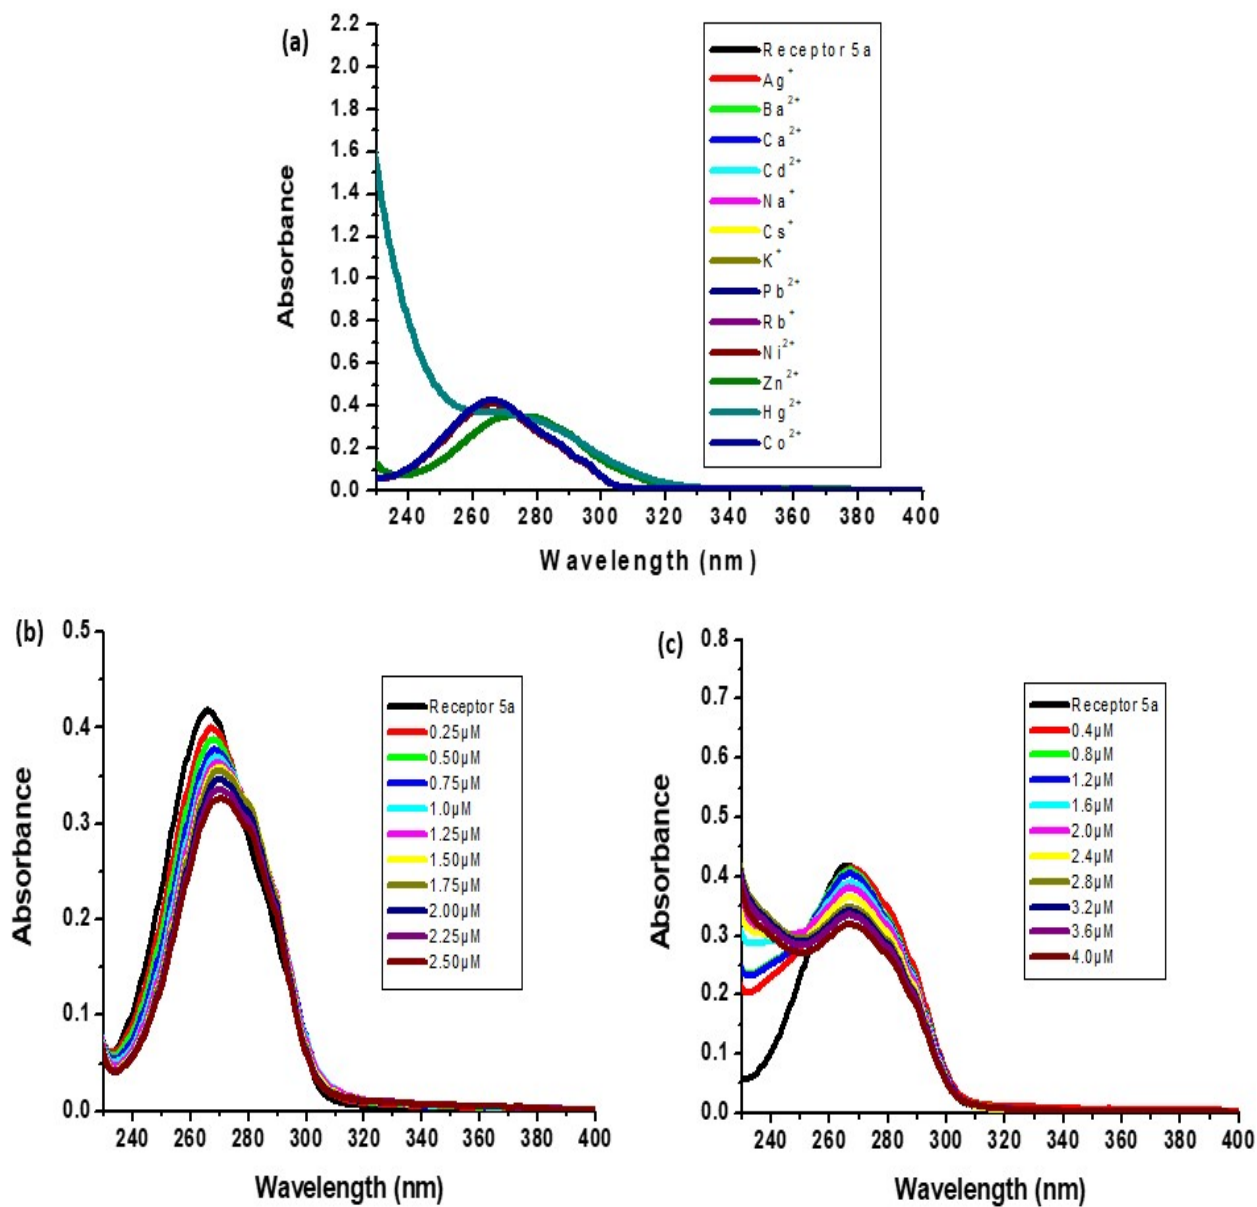 (a)
2.2
2.0
1.8
1.6
1.4
1.2
1.0
0.8
0.6
0.4
0.2
0.0
Absorbance
240 260 280 300 320 340 360 380 400
Wavelength (nm)
Receptor 5a
Ag⁺
Ba²⁺
Ca²⁺
Cd²⁺
Na⁺
Cs⁺
K⁺
Pb²⁺
Rb⁺
Ni²⁺
Zn²⁺
Hg²⁺
Co²⁺
(b)
0.5
0.4
0.3
0.2
0.1
0.0
Absorbance
240 260 280 300 320 340 360 380 400
Wavelength (nm)
Receptor 5a
0.25µM
0.50µM
0.75µM
1.0µM
1.25µM
1.50µM
1.75µM
2.00µM
2.25µM
2.50µM
(c)
0.8
0.7
0.6
0.5
0.4
0.3
0.2
0.1
0.0
Absorbance
240 260 280 300 320 340 360 380 400
Wavelength (nm)
Receptor 5a
0.4µM
0.8µM
1.2µM
1.6µM
2.0µM
2.4µM
2.8µM
3.2µM
3.6µM
4.0µM